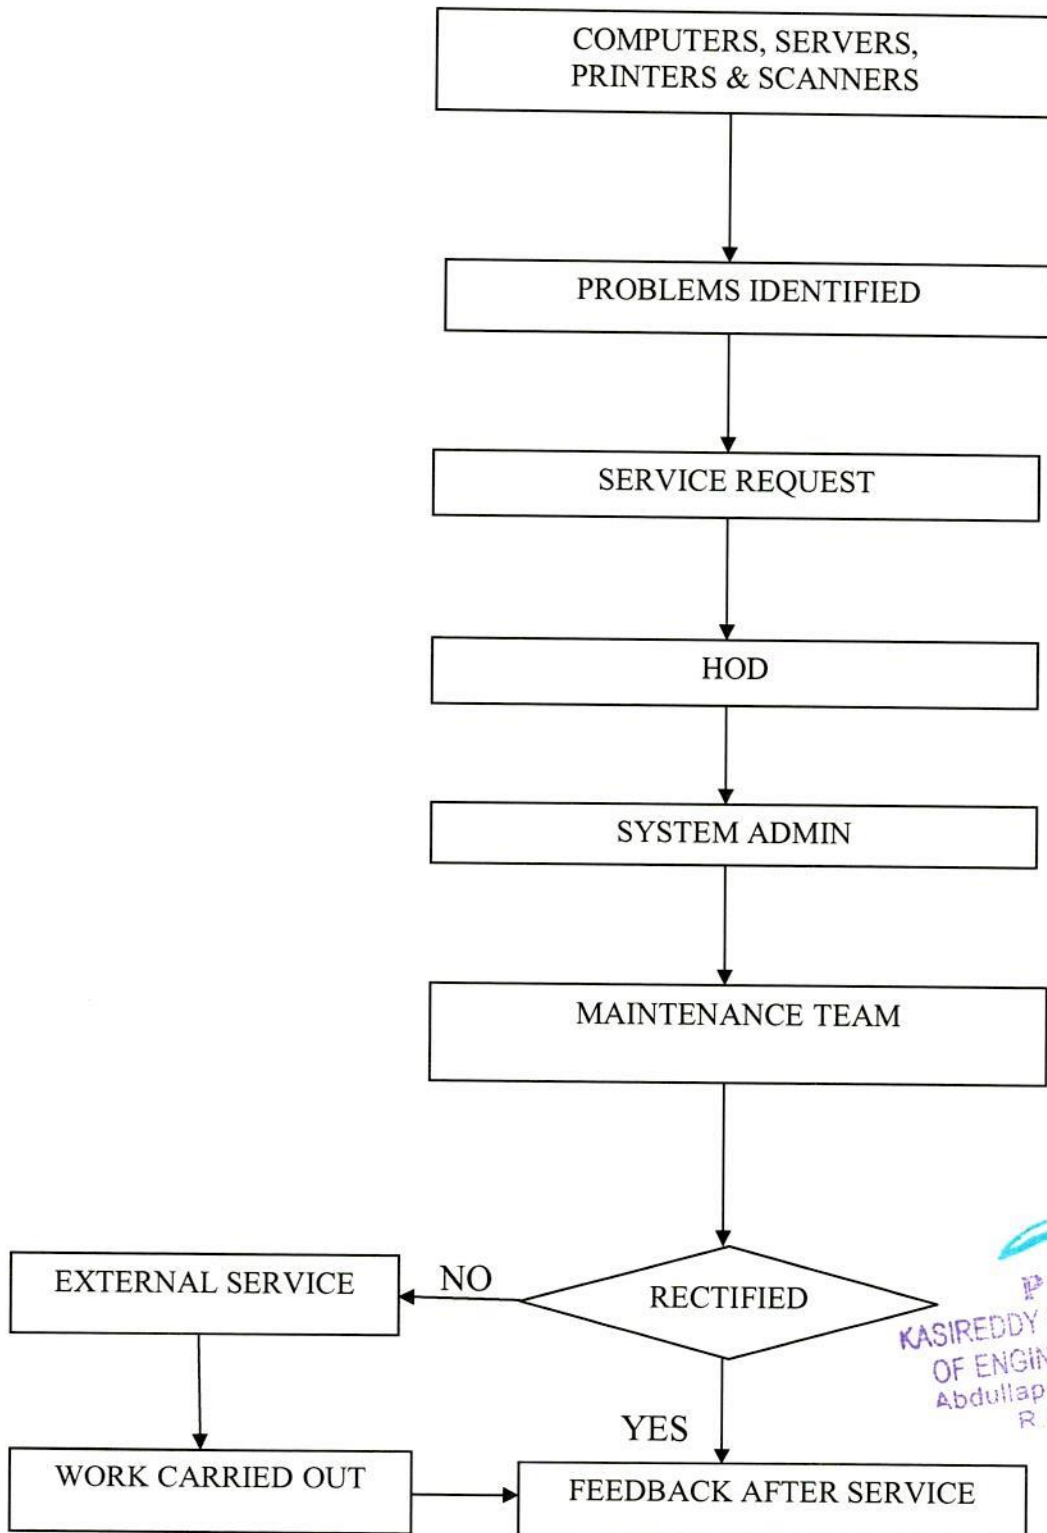 COMPUTERS, SERVERS,
PRINTERS & SCANNERS
PROBLEMS IDENTIFIED
SERVICE REQUEST
HOD
SYSTEM ADMIN
MAINTENANCE TEAM
RECTIFIED
NO
EXTERNAL SERVICE
YES
WORK CARRIED OUT
FEEDBACK AFTER SERVICE
P
KASIREDDY
OF ENGIN
Abdullap
R